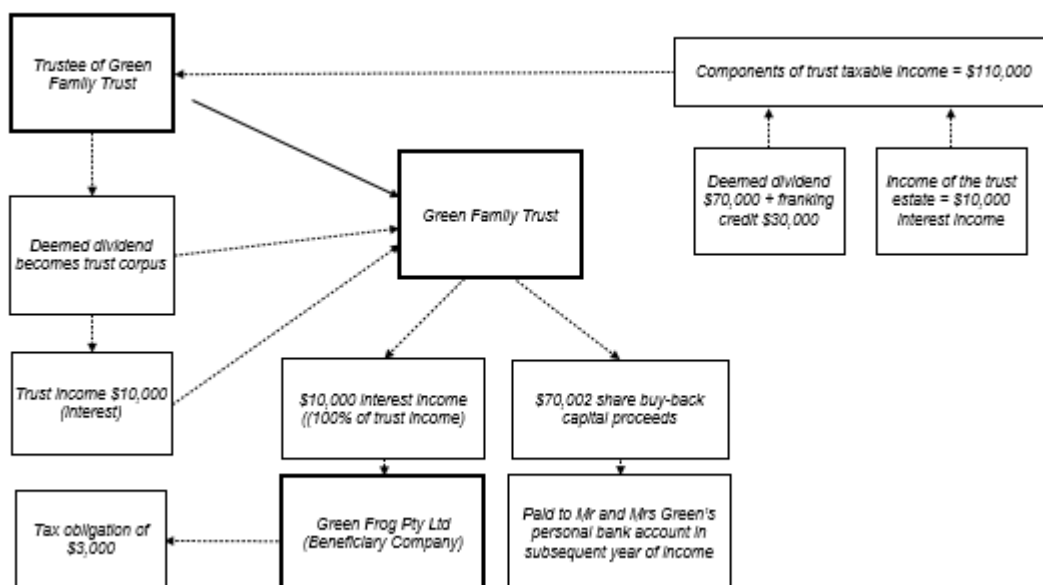 Trustee of Green
Family Trust
Components of trust taxable income = $110,000
Green Family Trust
Deemed dividend
$70,000 + franking
credit $30,000
Income of the trust
estate = $10,000
interest income
Deemed dividend
becomes trust corpus
Trust income $10,000
(interest)
$10,000 interest income
((100% of trust income)
$70,002 share buy-back
capital proceeds
Tax obligation of
$3,000
Green Frog Pty Ltd
(Beneficiary Company)
Paid to Mr and Mrs Green's
personal bank account in
subsequent year of income